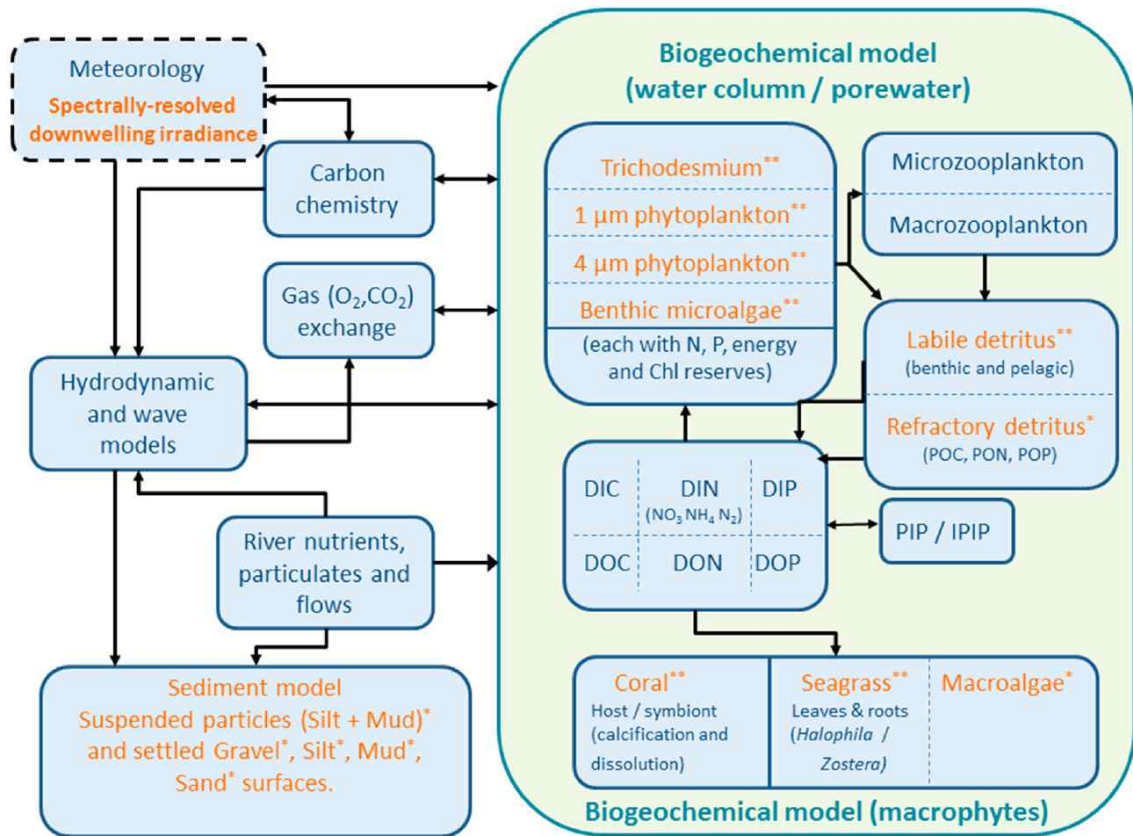 Meteorology
Spectrally-resolved
downwelling irradiance
Carbon
chemistry
Gas (O₂,CO₂)
exchange
Hydrodynamic
and wave
models
River nutrients,
particulates and
flows
Sediment model
Suspended particles (Silt + Mud)*
and settled Gravel*, Silt*, Mud*,
Sand* surfaces.
Biogeochemical model
(water column / porewater)
Trichodesmium**
1 μm phytoplankton**
4 μm phytoplankton**
Benthic microalgae**
(each with N, P, energy
and Chl reserves)
Microzooplankton
Macrozooplankton
Labile detritus**
(benthic and pelagic)
Refractory detritus*
(POC, PON, POP)
DIC DIN DIP
(NO₃ NH₄ N₂)
DOC DON DOP
PIP / IPIP
Coral**
Host / symbiont
(calcification and
dissolution)
Seagrass**
Leaves & roots
(Halophila /
Zostera)
Macroalgae*
Biogeochemical model (macrophytes)